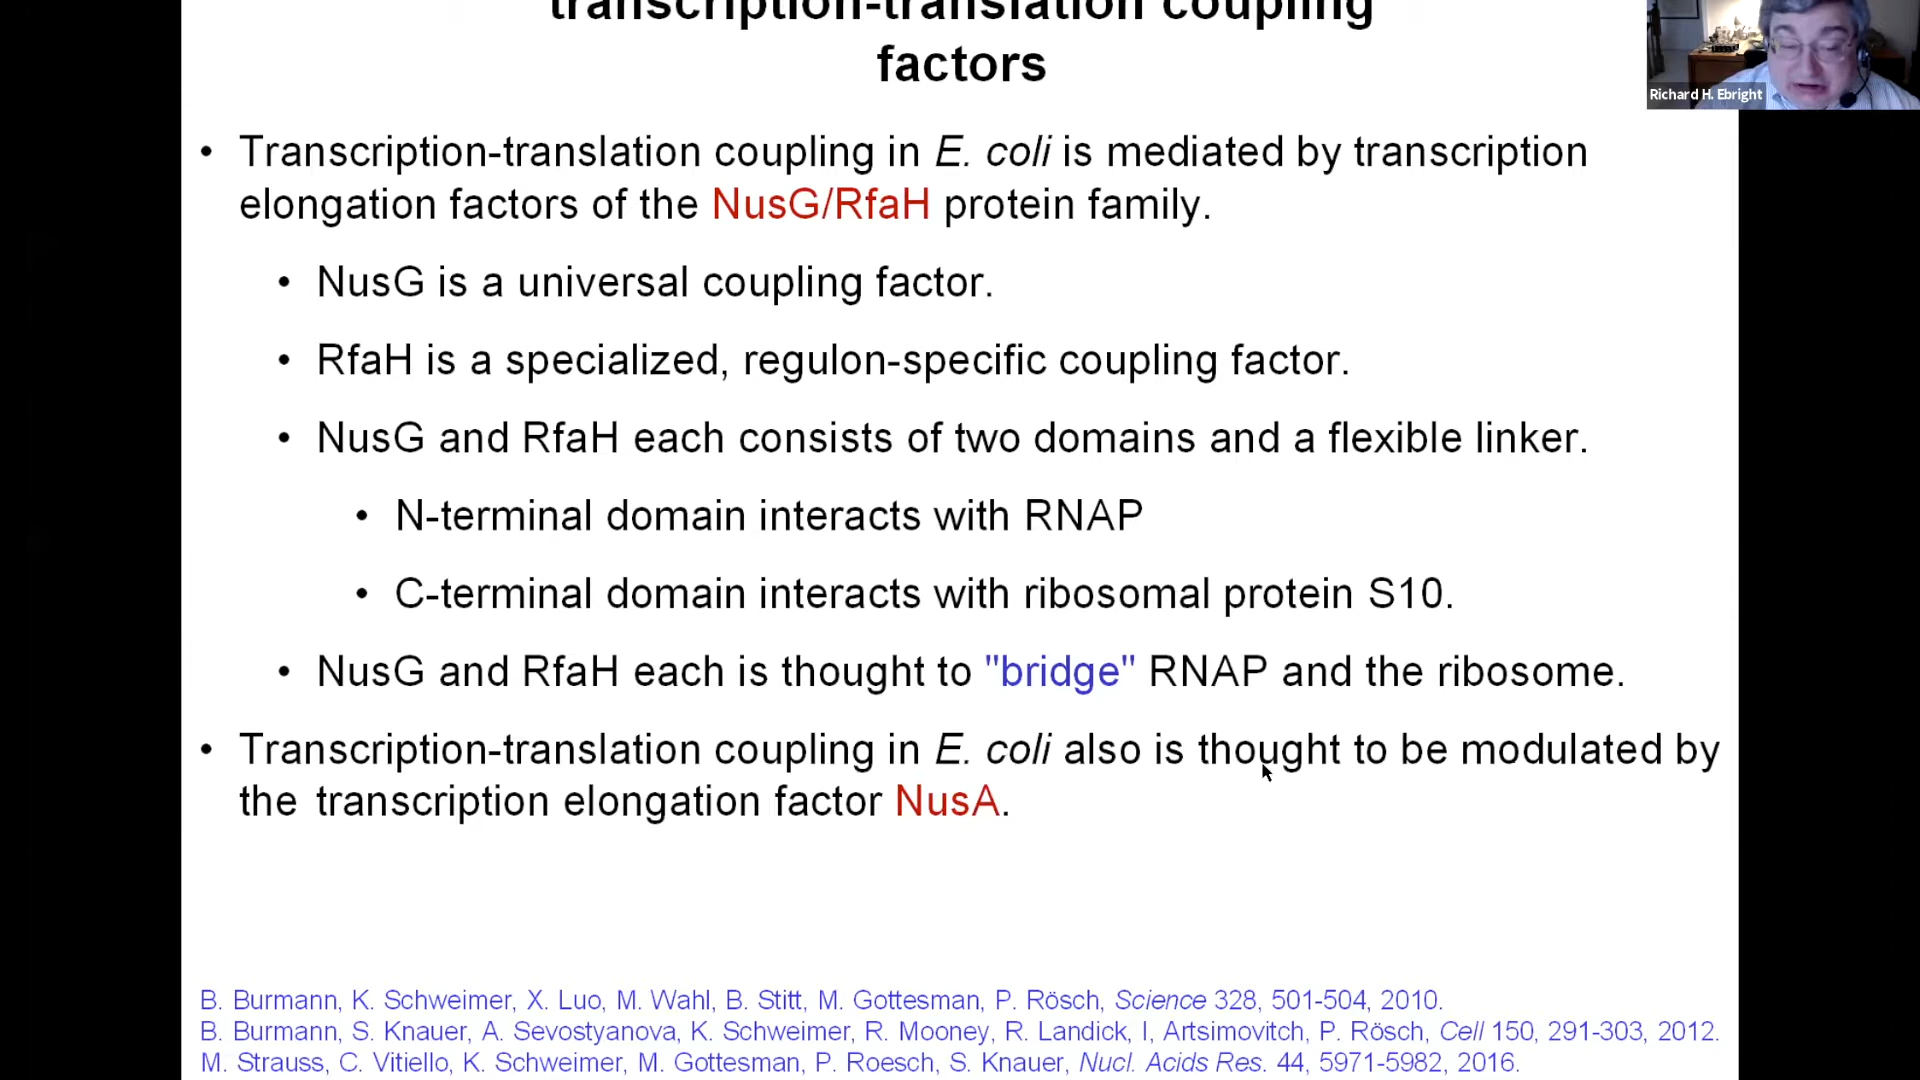 transcription-translation coupling
factors
Richard H. Ebright
• Transcription-translation coupling in E. coli is mediated by transcription
elongation factors of the NusG/RfaH protein family.
• NusG is a universal coupling factor.
• RfaH is a specialized, regulon-specific coupling factor.
• NusG and RfaH each consists of two domains and a flexible linker.
• N-terminal domain interacts with RNAP
• C-terminal domain interacts with ribosomal protein S10.
• NusG and RfaH each is thought to "bridge" RNAP and the ribosome.
• Transcription-translation coupling in E. coli also is thought to be modulated by
the transcription elongation factor NusA.
B. Burmann, K. Schweimer, X. Luo, M. Wahl, B. Stitt, M. Gottesman, P. Rösch, Science 328, 501-504, 2010.
B. Burmann, S. Knauer, A. Sevostyanova, K. Schweimer, R. Mooney, R. Landick, I, Artsimovitch, P. Rösch, Cell 150, 291-303, 2012.
M. Strauss, C. Vitiello, K. Schweimer, M. Gottesman, P. Roesch, S. Knauer, Nucl. Acids Res. 44, 5971-5982, 2016.